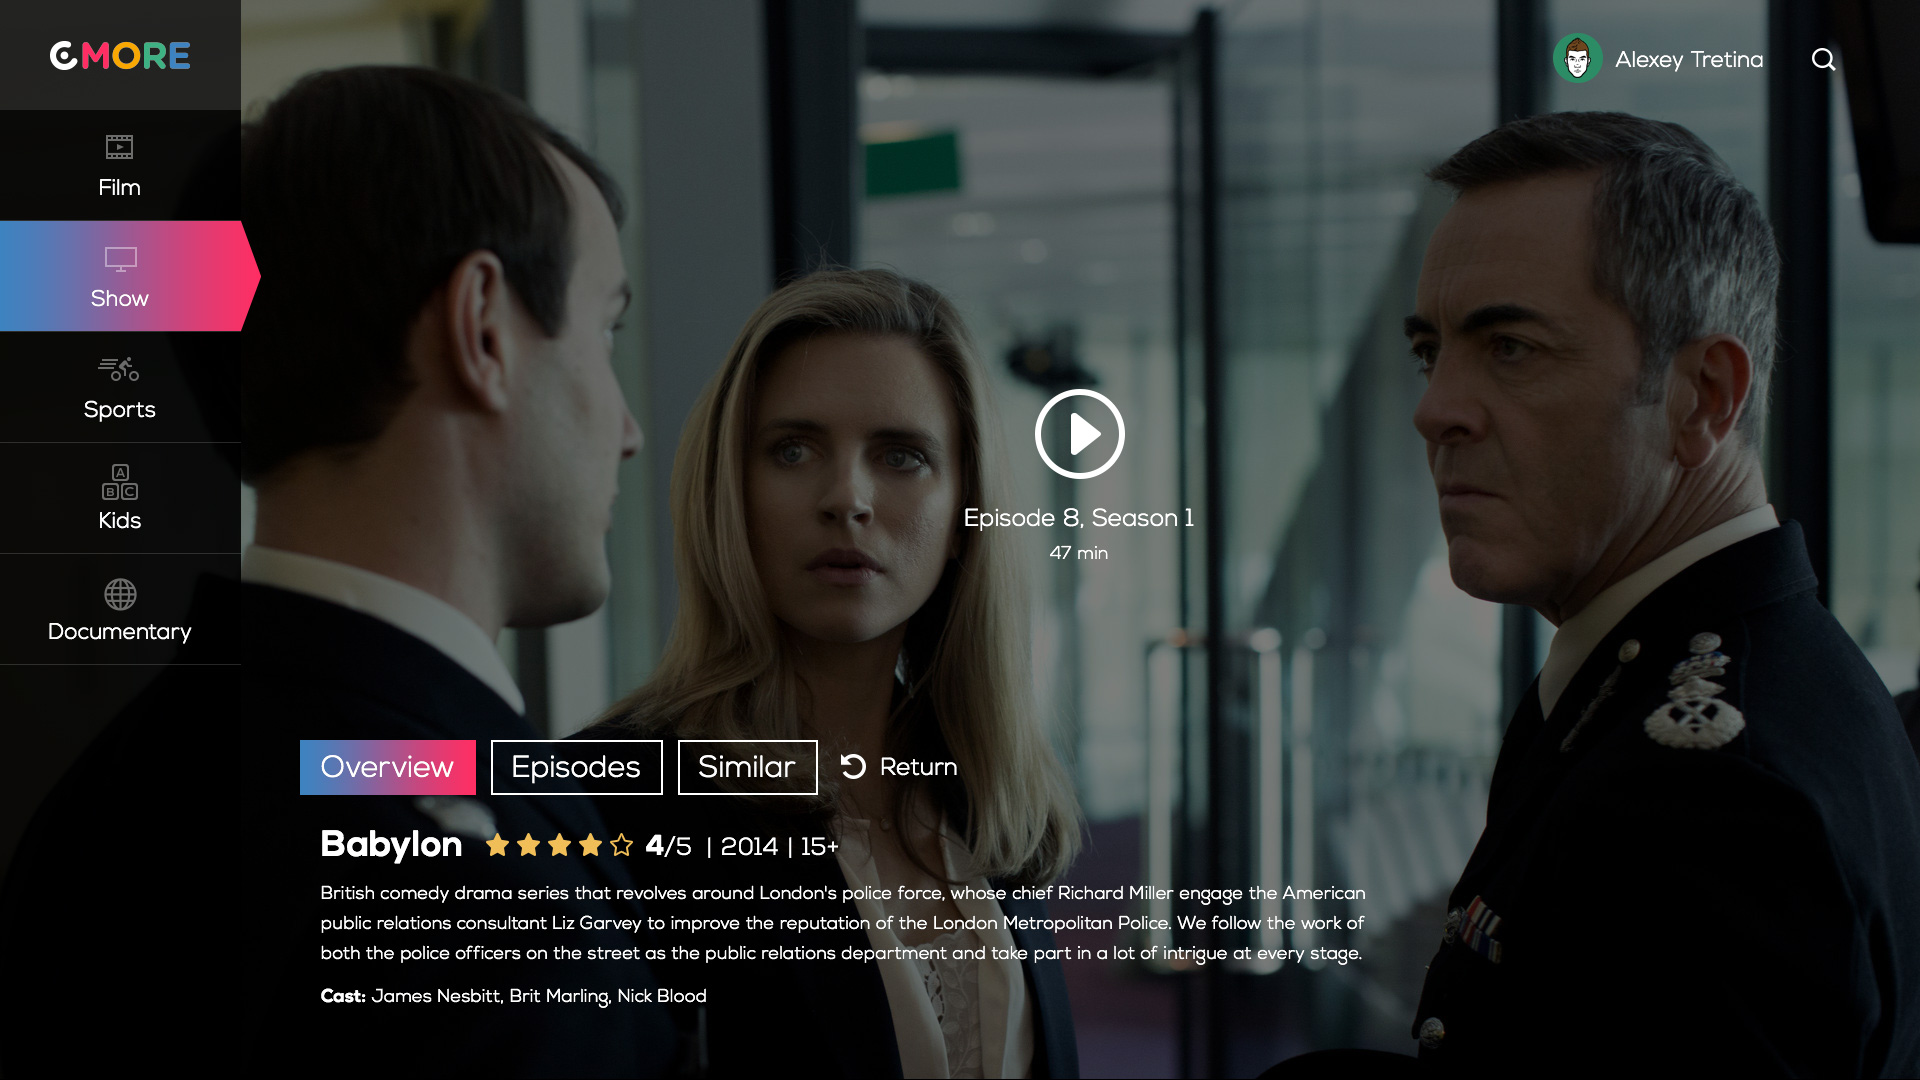 CMORE
Alexey Tretina
Film
Show
Sports
A
B C
Kids
Documentary
Episode 8, Season 1
47 min
Overview
Episodes
Similar
Return
Babylon 4/5 | 2014 | 15+
British comedy drama series that revolves around London's police force, whose chief Richard Miller engage the American
public relations consultant Liz Garvey to improve the reputation of the London Metropolitan Police. We follow the work of
both the police officers on the street as the public relations department and take part in a lot of intrigue at every stage.
Cast: James Nesbitt, Brit Marling, Nick Blood